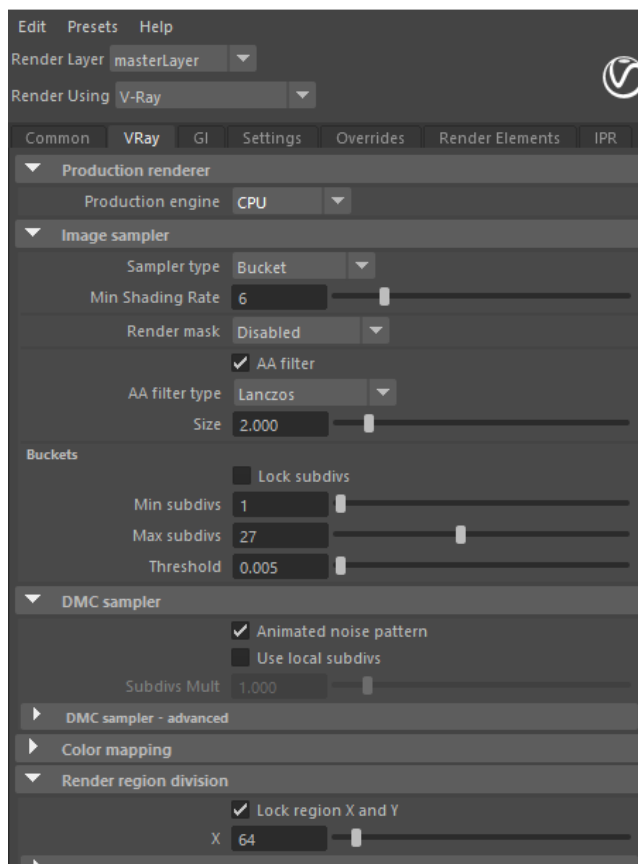 Edit Presets Help
Render Layer masterLayer
Render Using V-Ray
Common VRay GI Settings Overrides Render Elements IPR
Production renderer
Production engine CPU
Image sampler
Sampler type Bucket
Min Shading Rate 6
Render mask Disabled
AA filter
AA filter type Lanczos
Size 2.000
Buckets
Lock subdivs
Min subdivs 1
Max subdivs 27
Threshold 0.005
DMC sampler
Animated noise pattern
Use local subdivs
Subdivs Mult 1.000
DMC sampler - advanced
Color mapping
Render region division
Lock region X and Y
X 64